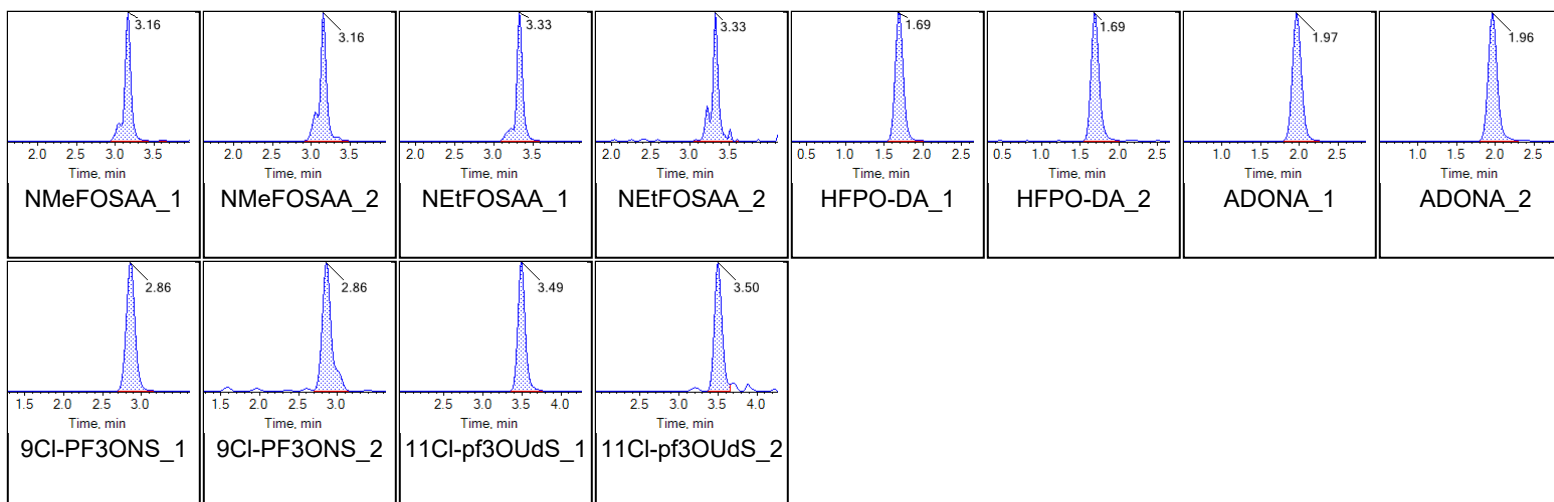 3.16
2.0 2.5 3.0 3.5
Time, min
NMeFOSAA_1
3.16
2.0 2.5 3.0 3.5
Time, min
NMeFOSAA_2
3.33
2.0 2.5 3.0 3.5
Time, min
NEtFOSAA_1
3.33
2.0 2.5 3.0 3.5
Time, min
NEtFOSAA_2
1.69
0.5 1.0 1.5 2.0 2.5
Time, min
HFPO-DA_1
1.69
0.5 1.0 1.5 2.0 2.5
Time, min
HFPO-DA_2
1.97
1.0 1.5 2.0 2.5
Time, min
ADONA_1
1.96
1.0 1.5 2.0 2.5
Time, min
ADONA_2
2.86
1.5 2.0 2.5 3.0
Time, min
9Cl-PF3ONS_1
2.86
1.5 2.0 2.5 3.0
Time, min
9Cl-PF3ONS_2
3.49
2.5 3.0 3.5 4.0
Time, min
11Cl-pf3OUdS_1
3.50
2.5 3.0 3.5 4.0
Time, min
11Cl-pf3OUdS_2